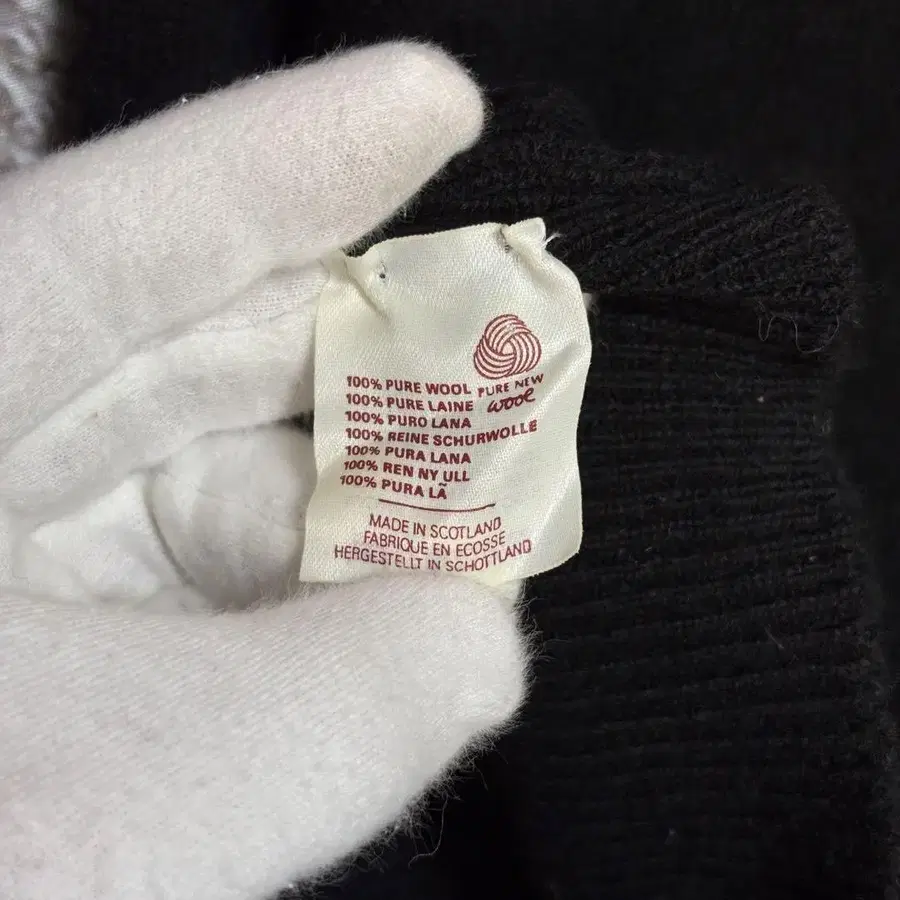 PURE NEW
wool
100% PURE WOOL
100% PURE LAINE
100% PURO LANA
100% REINE SCHURWOLLE
100% PURA LANA
100% REN NY ULL
100% PURA LÃ
MADE IN SCOTLAND
FABRIQUE EN ECOSSE
HERGESTELLT IN SCHOTTLAND